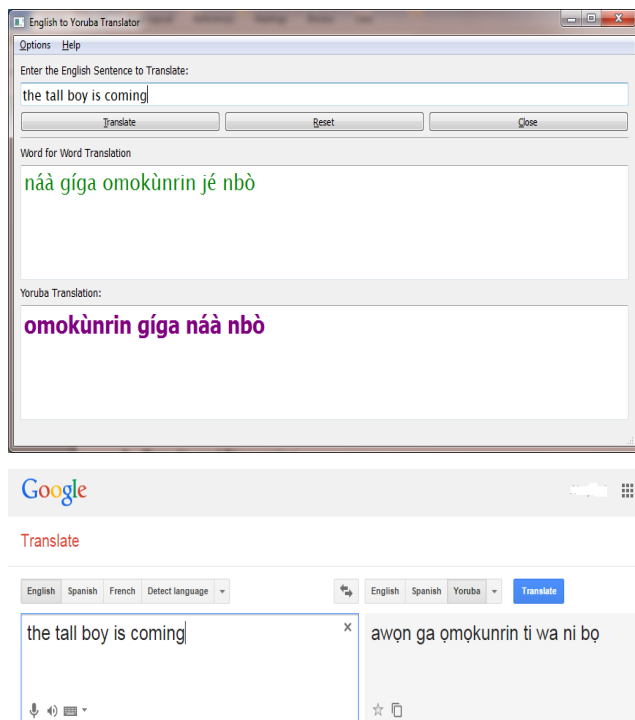 English to Yoruba Translator
Options Help
Enter the English Sentence to Translate:
the tall boy is coming
Translate Reset Close
Word for Word Translation
náà gíga omokùnrin jé nbò
Yoruba Translation:
omokùnrin gíga náà nbò
Google
Translate
English Spanish French Detect language English Spanish Yoruba Translate
the tall boy is coming awọn ga ọmọkunrin ti wa ni bọ